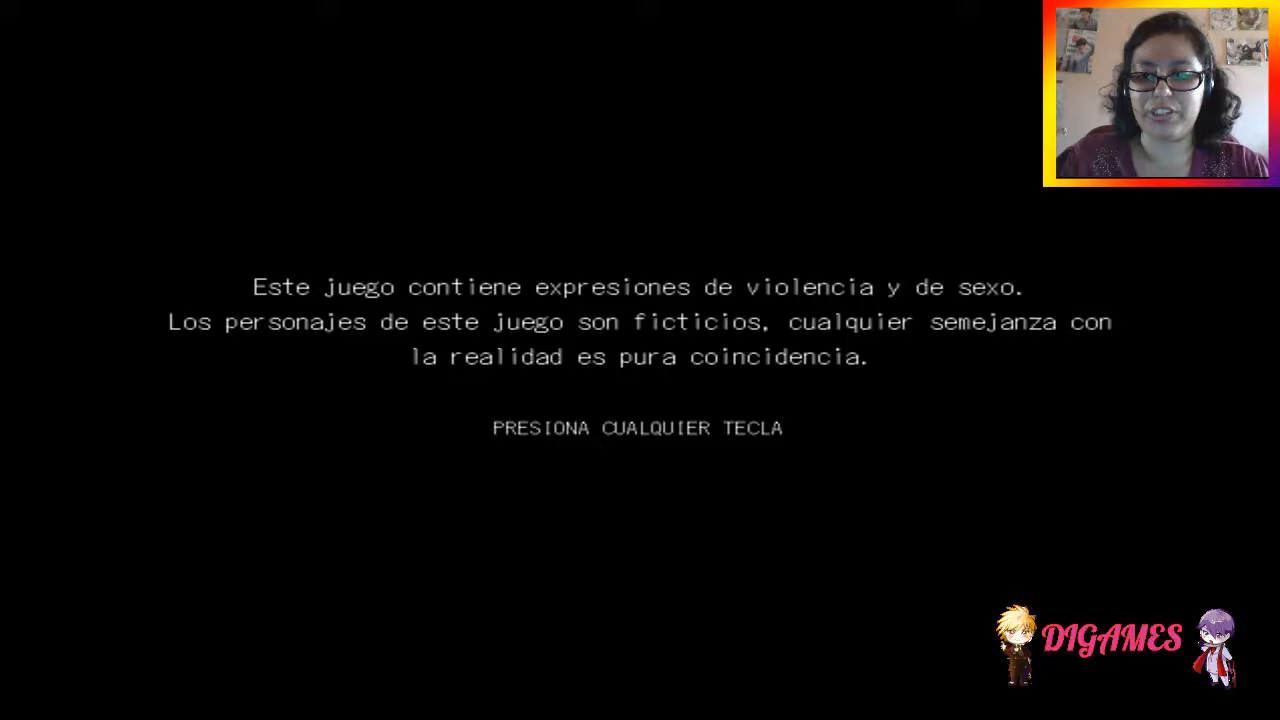 Este juego contiene expresiones de violencia y de sexo.
Los personajes de este juego son ficticios, cualquier semejanza con
la realidad es pura coincidencia.
PRESIONA CUALQUIER TECLA
DIGAMES